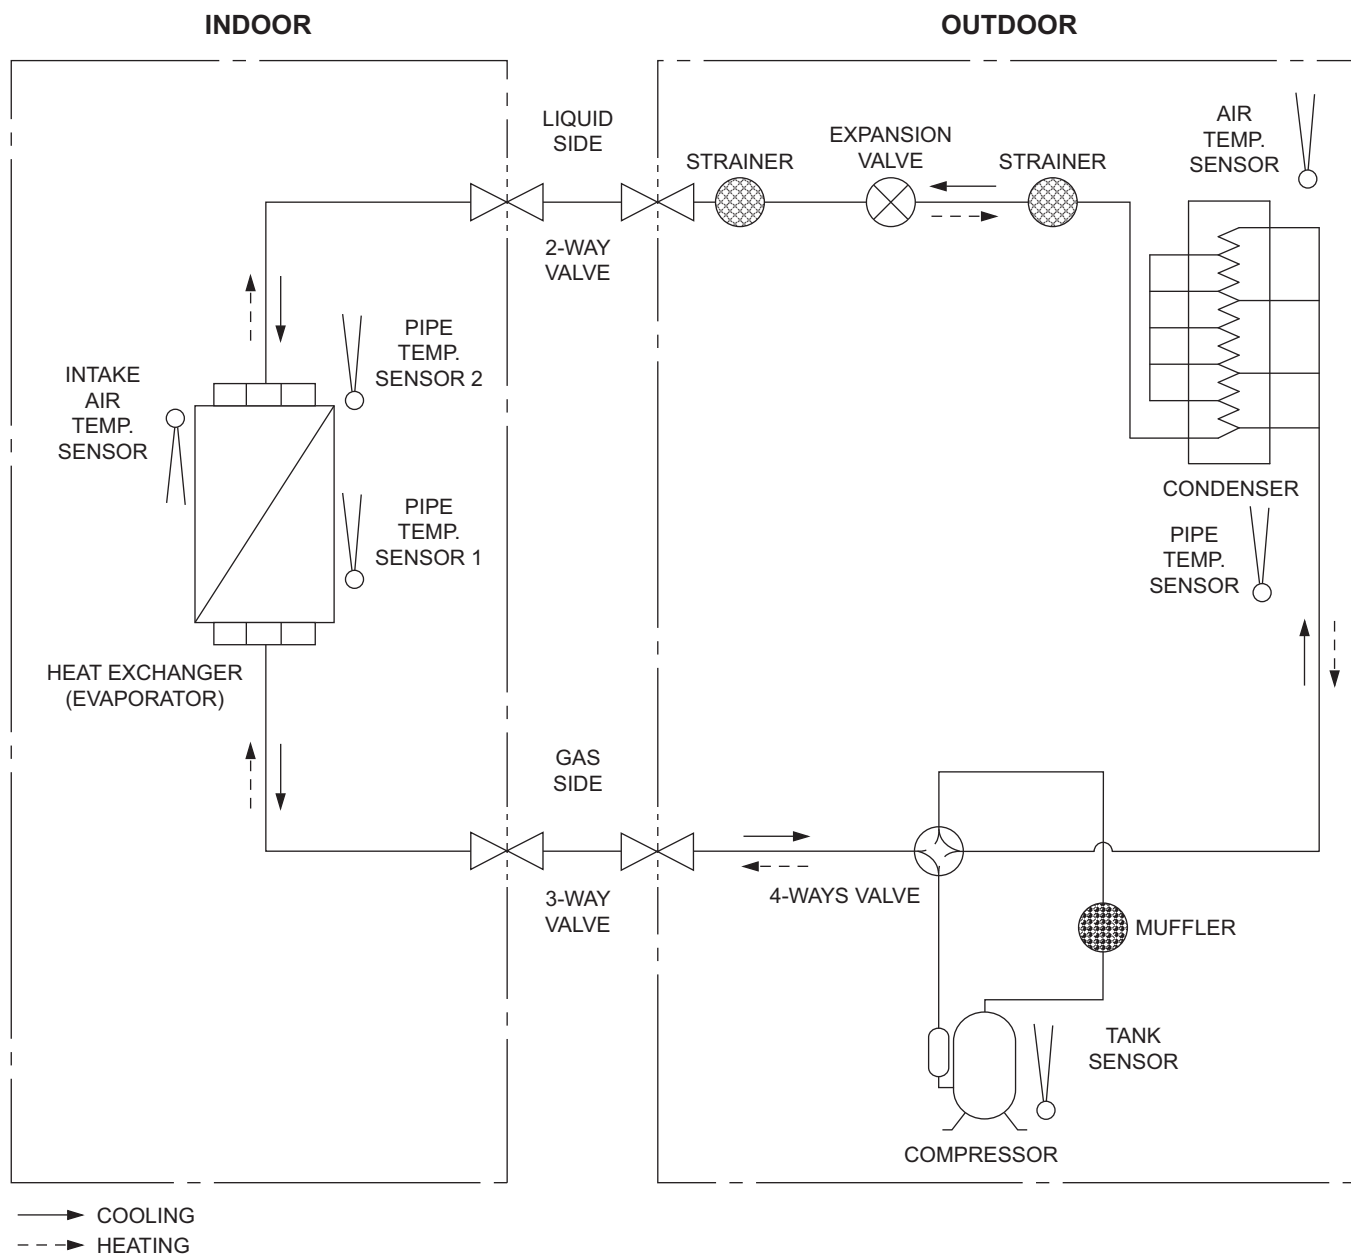 INDOOR
OUTDOOR
LIQUID
SIDE
STRAINER
EXPANSION
VALVE
STRAINER
AIR
TEMP.
SENSOR
2-WAY
VALVE
PIPE
TEMP.
SENSOR 2
INTAKE
AIR
TEMP.
SENSOR
PIPE
TEMP.
SENSOR 1
CONDENSER
PIPE
TEMP.
SENSOR
HEAT EXCHANGER
(EVAPORATOR)
GAS
SIDE
3-WAY
VALVE
4-WAYS VALVE
MUFFLER
TANK
SENSOR
COMPRESSOR
COOLING
HEATING